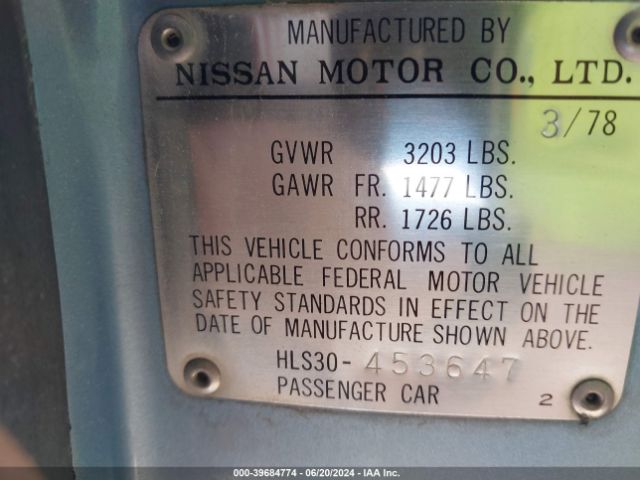 MANUFACTURED BY
NISSAN MOTOR CO., LTD.
3/78
GVWR 3203 LBS.
GAWR FR. 1477 LBS.
RR. 1726 LBS.
THIS VEHICLE CONFORMS TO ALL
APPLICABLE FEDERAL MOTOR VEHICLE
SAFETY STANDARDS IN EFFECT ON THE
DATE OF MANUFACTURE SHOWN ABOVE.
HLS30-453647
PASSENGER CAR 2
000-39684774 - 06/20/2024 - IAA Inc.